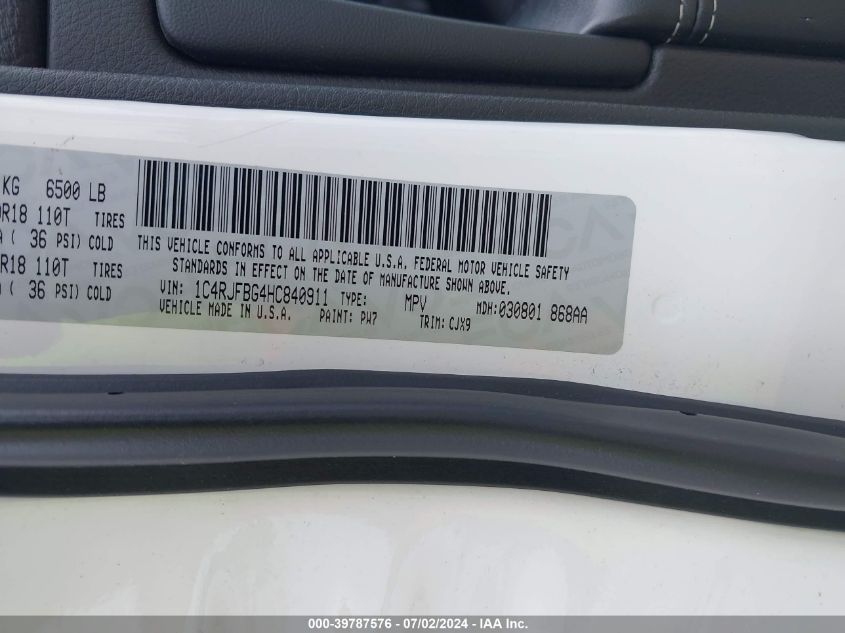 KG 6500 LB
R18 110T TIRES
( 36 PSI) COLD
R18 110T TIRES
( 36 PSI) COLD
THIS VEHICLE CONFORMS TO ALL APPLICABLE U.S.A. FEDERAL MOTOR VEHICLE SAFETY
STANDARDS IN EFFECT ON THE DATE OF MANUFACTURE SHOWN ABOVE.
VIN: 1C4RJFBG4HC840911 TYPE: MPV MDH:030801 868AA
VEHICLE MADE IN U.S.A. PAINT: PW7 TRIM: CJX9
000-39787576 / 07/02/2024 - IAA Inc.